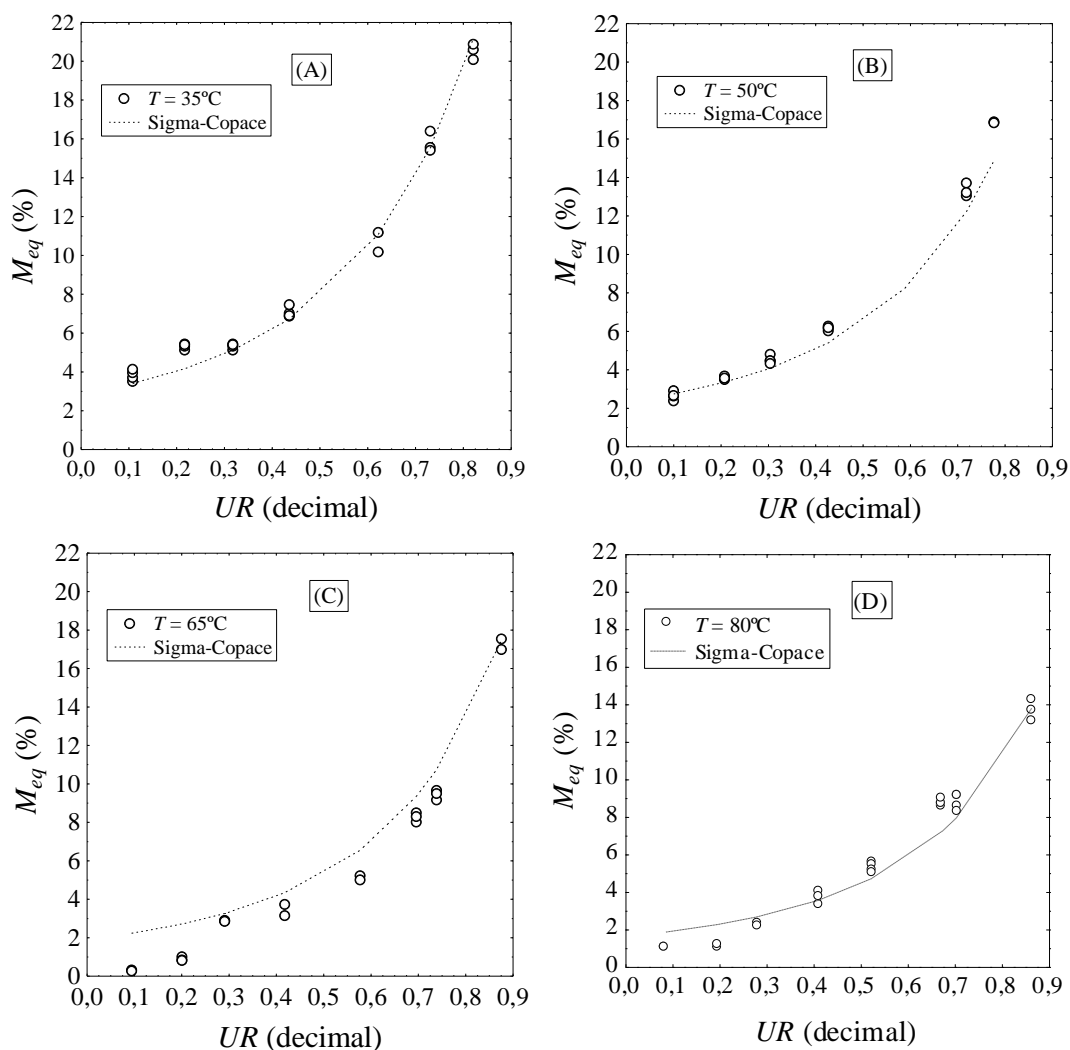 (A)
T = 35ºC
Sigma-Copace
M_eq (%)
22
20
18
16
14
12
10
8
6
4
2
0
0,0 0,1 0,2 0,3 0,4 0,5 0,6 0,7 0,8 0,9
UR (decimal)
(B)
T = 50ºC
Sigma-Copace
M_eq (%)
22
20
18
16
14
12
10
8
6
4
2
0
0,0 0,1 0,2 0,3 0,4 0,5 0,6 0,7 0,8 0,9
UR (decimal)
(C)
T = 65ºC
Sigma-Copace
M_eq (%)
22
20
18
16
14
12
10
8
6
4
2
0
0,0 0,1 0,2 0,3 0,4 0,5 0,6 0,7 0,8 0,9
UR (decimal)
(D)
T = 80ºC
Sigma-Copace
M_eq (%)
22
20
18
16
14
12
10
8
6
4
2
0
0,0 0,1 0,2 0,3 0,4 0,5 0,6 0,7 0,8 0,9
UR (decimal)